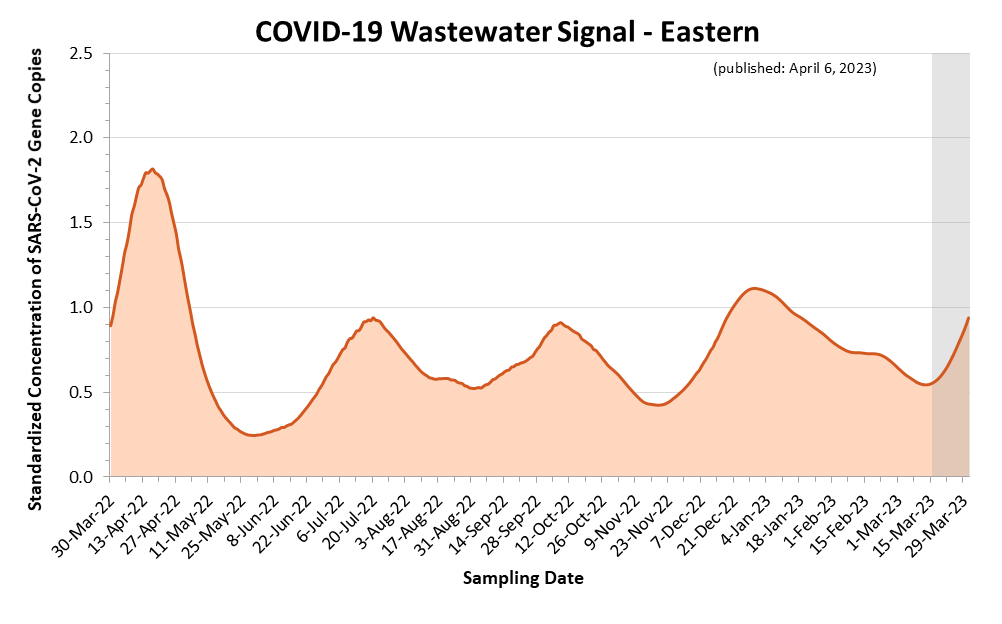 COVID-19 Wastewater Signal - Eastern
(published: April 6, 2023)
Standardized Concentration of SARS-CoV-2 Gene Copies
2.5
2.0
1.5
1.0
0.5
0.0
30-Mar-22
13-Apr-22
27-Apr-22
11-May-22
25-May-22
8-Jun-22
22-Jun-22
6-Jul-22
20-Jul-22
3-Aug-22
17-Aug-22
31-Aug-22
14-Sep-22
28-Sep-22
12-Oct-22
26-Oct-22
9-Nov-22
23-Nov-22
7-Dec-22
21-Dec-22
4-Jan-23
18-Jan-23
1-Feb-23
15-Feb-23
1-Mar-23
15-Mar-23
29-Mar-23
Sampling Date